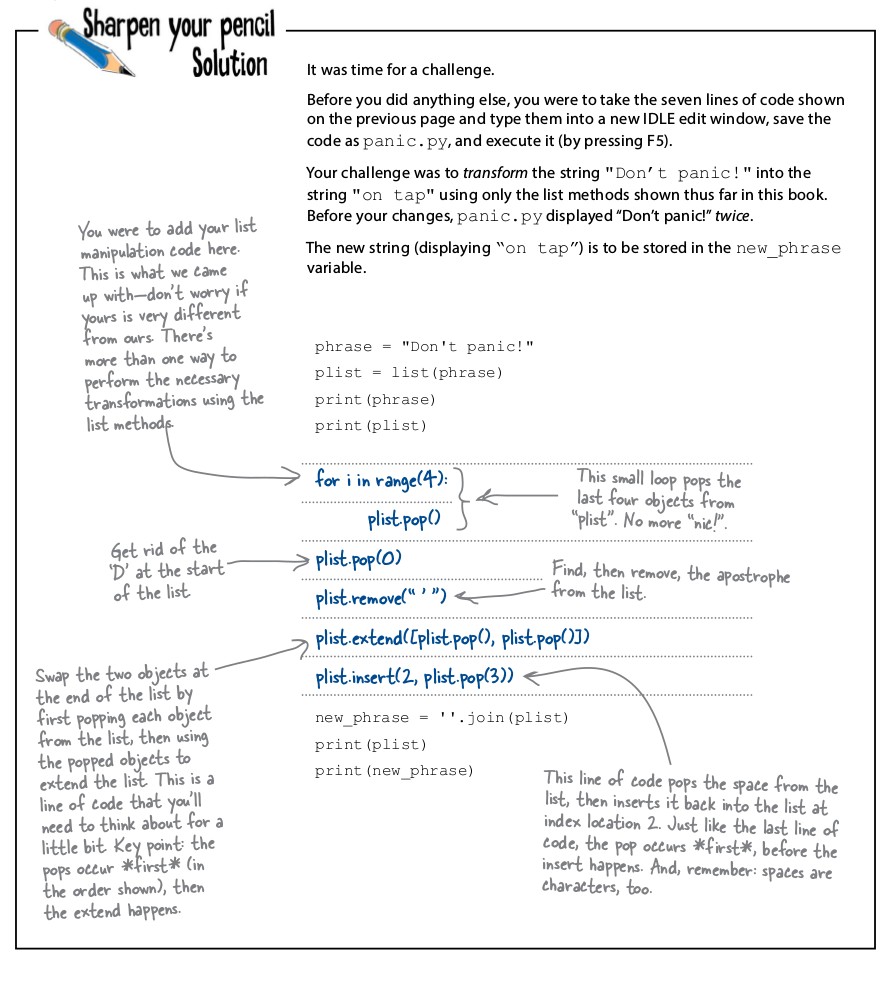 Sharpen your pencil
Solution
It was time for a challenge.
Before you did anything else, you were to take the seven lines of code shown
on the previous page and type them into a new IDLE edit window, save the
code as panic.py, and execute it (by pressing F5).
Your challenge was to transform the string "Don't panic!" into the
string "on tap" using only the list methods shown thus far in this book.
Before your changes, panic.py displayed “Don’t panic!” twice.
The new string (displaying “on tap”) is to be stored in the new_phrase
variable.
You were to add your list
manipulation code here.
This is what we came
up with—don’t worry if
yours is very different
from ours. There’s
more than one way to
perform the necessary
transformations using the
list methods.
phrase = "Don't panic!"
plist = list(phrase)
print(phrase)
print(plist)
for i in range(4):
plist.pop()
This small loop pops the
last four objects from
“plist”. No more “nic!”.
Get rid of the
‘D’ at the start
of the list.
plist.pop(0)
plist.remove(“ ' ”)
Find, then remove, the apostrophe
from the list.
plist.extend([plist.pop(), plist.pop()])
plist.insert(2, plist.pop(3))
Swap the two objects at
the end of the list by
first popping each object
from the list, then using
the popped objects to
extend the list. This is a
line of code that you’ll
need to think about for a
little bit. Key point: the
pops occur *first* (in
the order shown), then
the extend happens.
new_phrase = ''.join(plist)
print(plist)
print(new_phrase)
This line of code pops the space from the
list, then inserts it back into the list at
index location 2. Just like the last line of
code, the pop occurs *first*, before the
insert happens. And, remember: spaces are
characters, too.